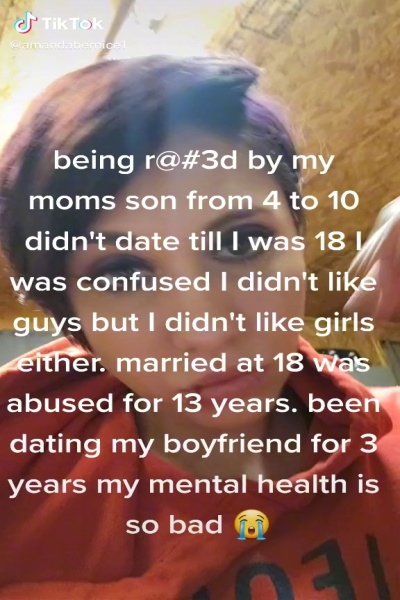 TikTok
@amandabernice1
being r@#3d by my
moms son from 4 to 10
didn't date till I was 18 I
was confused I didn't like
guys but I didn't like girls
either. married at 18 was
abused for 13 years. been
dating my boyfriend for 3
years my mental health is
so bad 😭